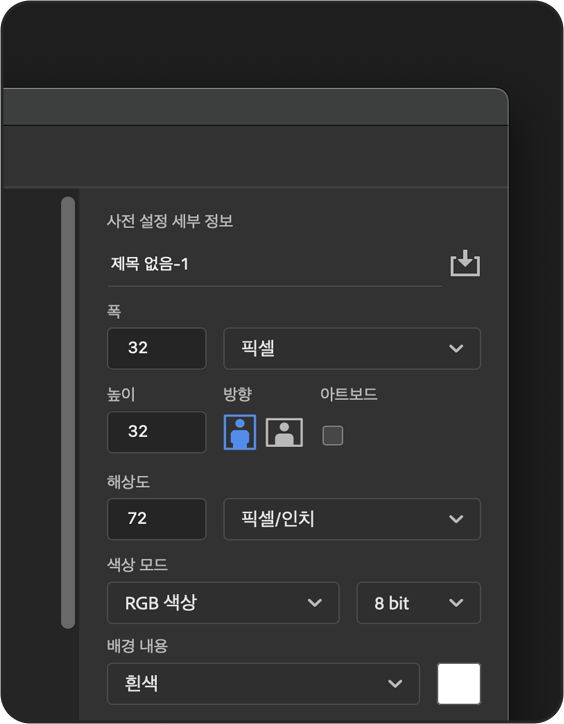 사전 설정 세부 정보
제목 없음-1
폭
32 픽셀
높이 방향 아트보드
32
해상도
72 픽셀/인치
색상 모드
RGB 색상 8 bit
배경 내용
흰색